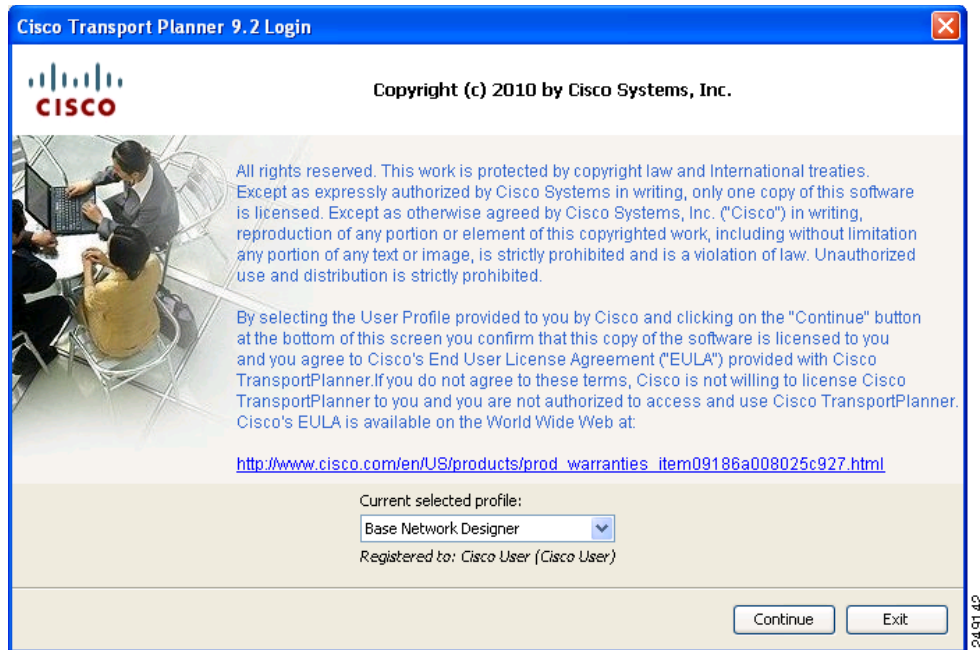 Cisco Transport Planner 9.2 Login
CISCO
Copyright (c) 2010 by Cisco Systems, Inc.
All rights reserved. This work is protected by copyright law and International treaties.
Except as expressly authorized by Cisco Systems in writing, only one copy of this software
is licensed. Except as otherwise agreed by Cisco Systems, Inc. ("Cisco") in writing,
reproduction of any portion or element of this copyrighted work, including without limitation
any portion of any text or image, is strictly prohibited and is a violation of law. Unauthorized
use and distribution is strictly prohibited.
By selecting the User Profile provided to you by Cisco and clicking on the "Continue" button
at the bottom of this screen you confirm that this copy of the software is licensed to you
and you agree to Cisco's End User License Agreement ("EULA") provided with Cisco
TransportPlanner.If you do not agree to these terms, Cisco is not willing to license Cisco
TransportPlanner to you and you are not authorized to access and use Cisco TransportPlanner.
Cisco's EULA is available on the World Wide Web at:
http://www.cisco.com/en/US/products/prod_warranties_item09186a008025c927.html
Current selected profile:
Base Network Designer
Registered to: Cisco User (Cisco User)
Continue
Exit
249142